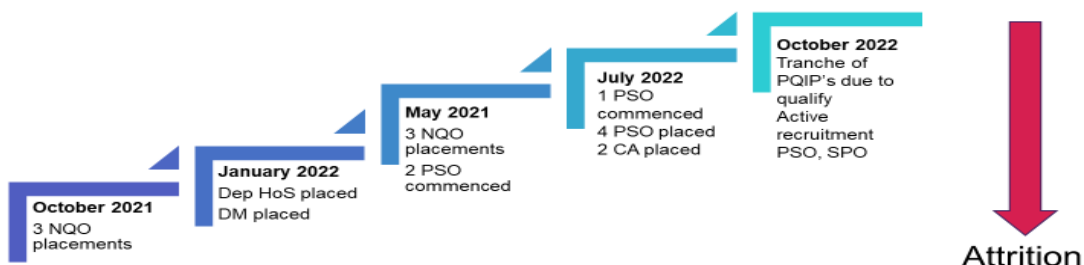 October 2021
3 NQO
placements
January 2022
Dep HoS placed
DM placed
May 2021
3 NQO
placements
2 PSO
commenced
July 2022
1 PSO
commenced
4 PSO placed
2 CA placed
October 2022
Tranche of
PQIP's due to
qualify
Active
recruitment
PSO, SPO
Attrition